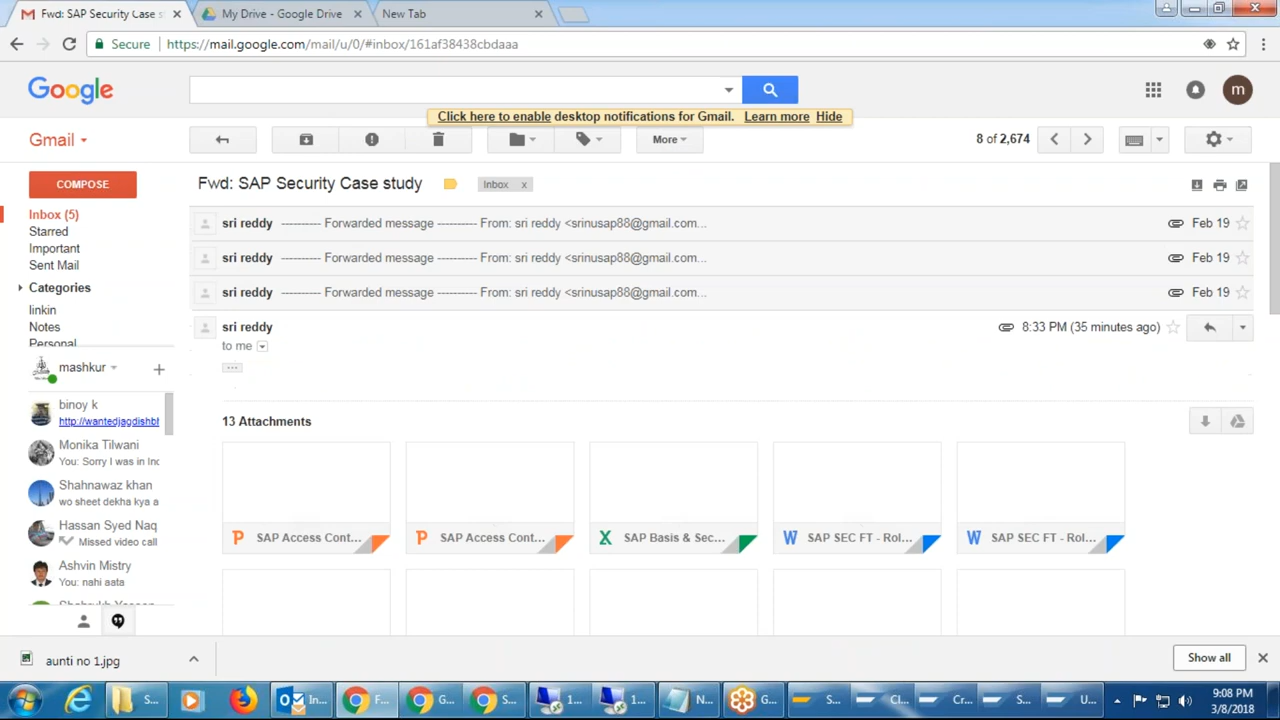 Fwd: SAP Security Case s
My Drive - Google Drive
New Tab
Secure
https://mail.google.com/mail/u/0/#inbox/161af38438cbdaaa
Google
m
Click here to enable desktop notifications for Gmail. Learn more Hide
Gmail
More
8 of 2,674
COMPOSE
Fwd: SAP Security Case study
Inbox x
Inbox (5)
Starred
Important
Sent Mail
Categories
linkin
Notes
Personal
sri reddy ---------- Forwarded message ---------- From: sri reddy <srinusap88@gmail.com... Feb 19
sri reddy ---------- Forwarded message ---------- From: sri reddy <srinusap88@gmail.com... Feb 19
sri reddy ---------- Forwarded message ---------- From: sri reddy <srinusap88@gmail.com... Feb 19
sri reddy 8:33 PM (35 minutes ago)
to me
...
mashkur
binoy k
http://wantedjagdishbl
Monika Tilwani
You: Sorry I was in Inc
Shahnawaz khan
wo sheet dekha kya a
Hassan Syed Naq
Missed video call
Ashvin Mistry
You: nahi aata
13 Attachments
P SAP Access Cont...
P SAP Access Cont...
X SAP Basis & Sec...
W SAP SEC FT - Rol...
W SAP SEC FT - Rol...
aunti no 1.jpg
Show all
S...
In...
F...
G...
S...
1...
1...
N...
G...
S...
Cl...
Cr...
S...
U...
9:08 PM
3/8/2018